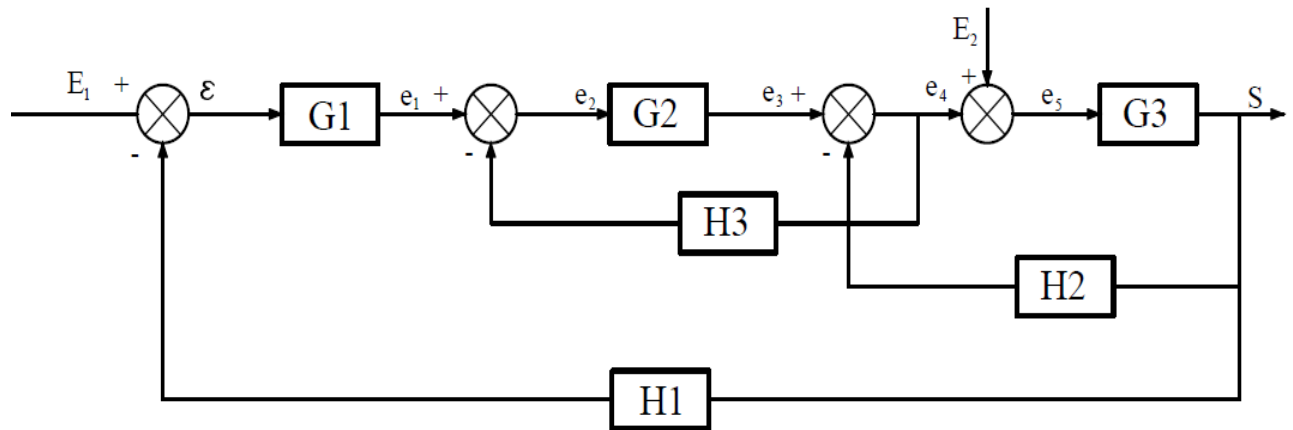 E₂
E₁ + ε G1 e₁ + e₂ G2 e₃ + e₄ + e₅ G3 S
- - -
H3
H2
H1